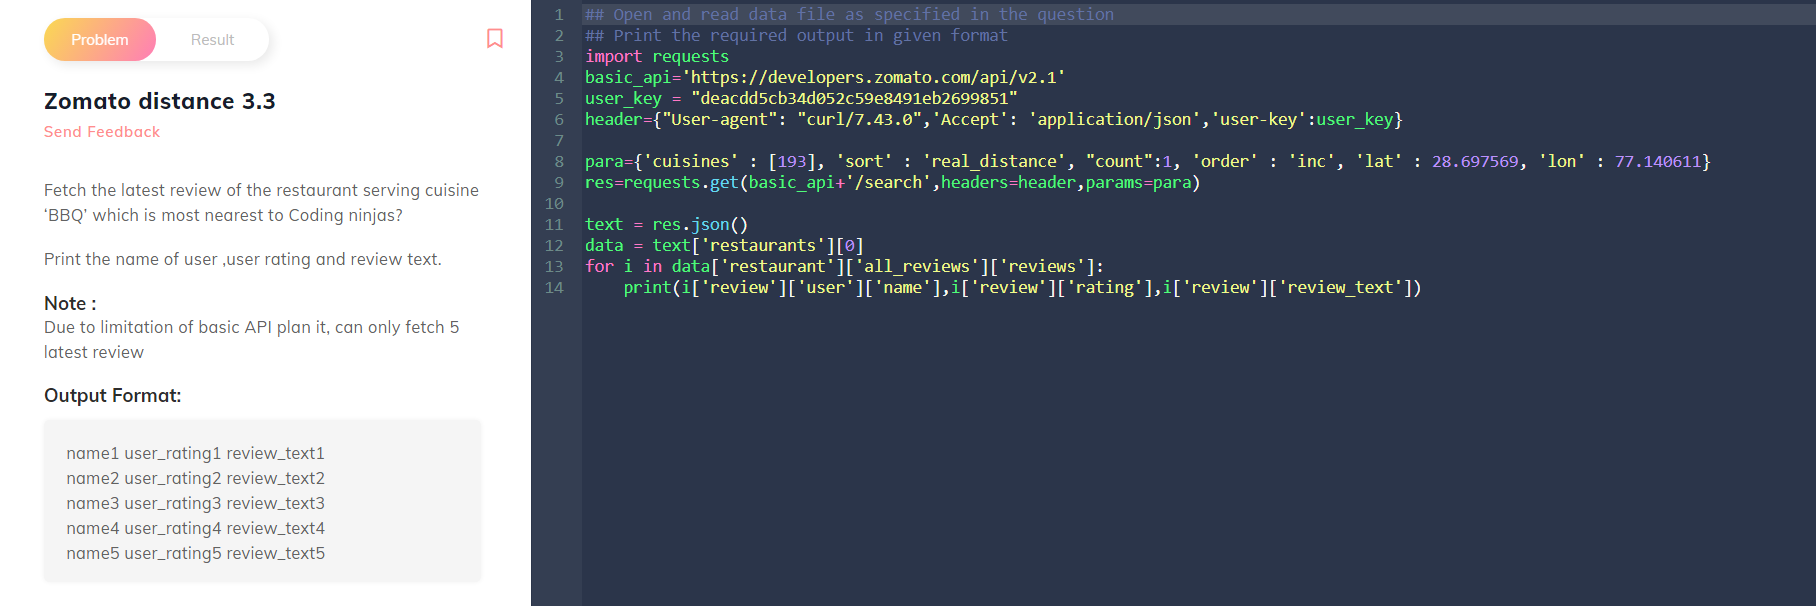 Problem
Result
Zomato distance 3.3
Send Feedback
Fetch the latest review of the restaurant serving cuisine
‘BBQ’ which is most nearest to Coding ninjas?
Print the name of user ,user rating and review text.
Note :
Due to limitation of basic API plan it, can only fetch 5
latest review
Output Format:
name1 user_rating1 review_text1
name2 user_rating2 review_text2
name3 user_rating3 review_text3
name4 user_rating4 review_text4
name5 user_rating5 review_text5
1 ## Open and read data file as specified in the question
2 ## Print the required output in given format
3 import requests
4 basic_api='https://developers.zomato.com/api/v2.1'
5 user_key = "deacdd5cb34d052c59e8491eb2699851"
6 header={"User-agent": "curl/7.43.0",'Accept': 'application/json','user-key':user_key}
7
8 para={'cuisines' : [193], 'sort' : 'real_distance', "count":1, 'order' : 'inc', 'lat' : 28.697569, 'lon' : 77.140611}
9 res=requests.get(basic_api+'/search',headers=header,params=para)
10
11 text = res.json()
12 data = text['restaurants'][0]
13 for i in data['restaurant']['all_reviews']['reviews']:
14     print(i['review']['user']['name'],i['review']['rating'],i['review']['review_text'])